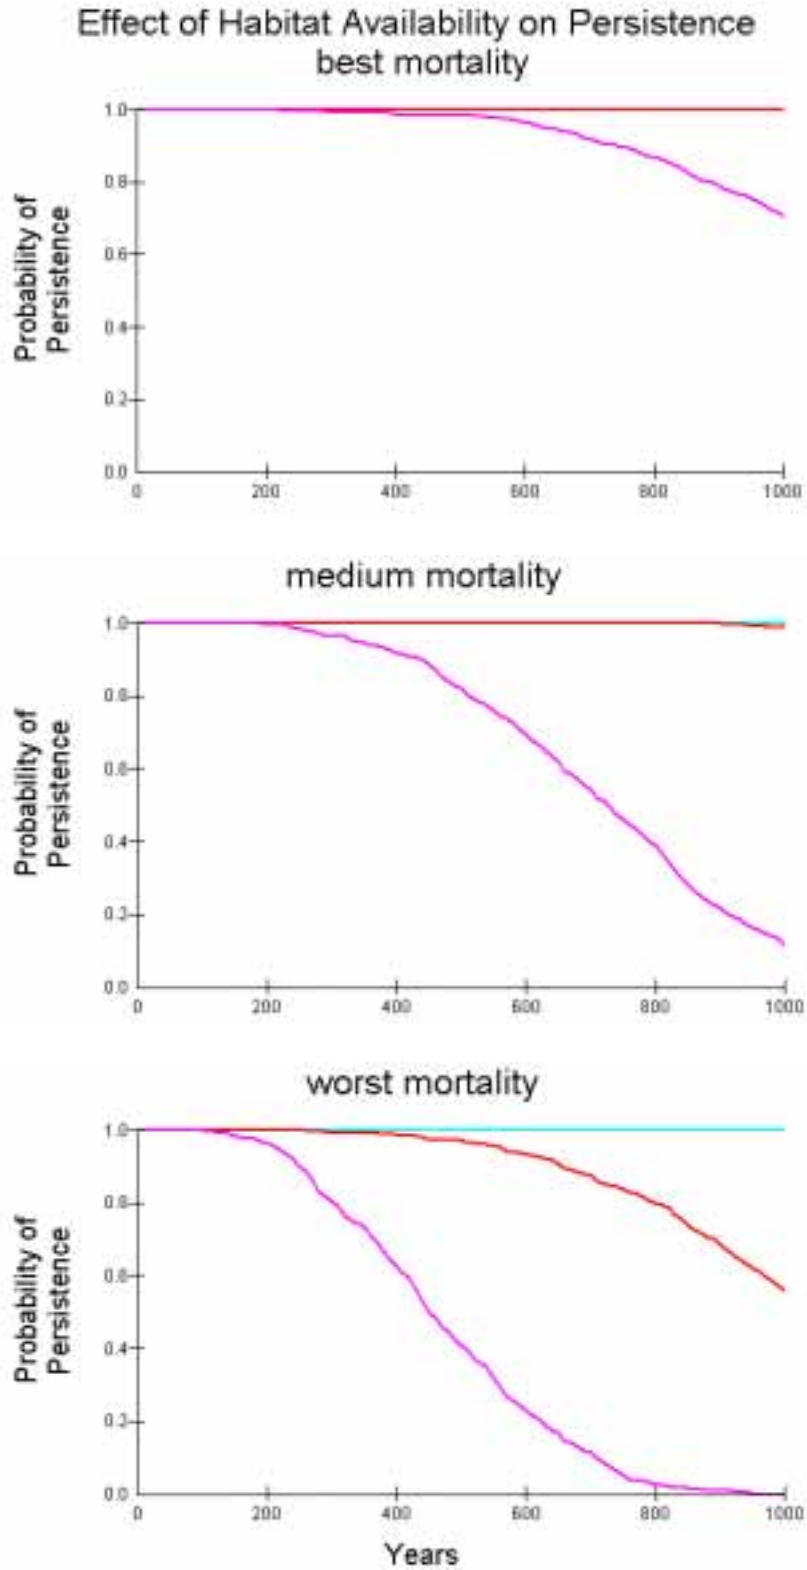 Effect of Habitat Availability on Persistence
best mortality
Probability of
Persistence
1.0
0.8
0.6
0.4
0.2
0.0
0 200 400 600 800 1000
medium mortality
Probability of
Persistence
1.0
0.8
0.6
0.4
0.2
0.0
0 200 400 600 800 1000
worst mortality
Probability of
Persistence
1.0
0.8
0.6
0.4
0.2
0.0
0 200 400 600 800 1000
Years